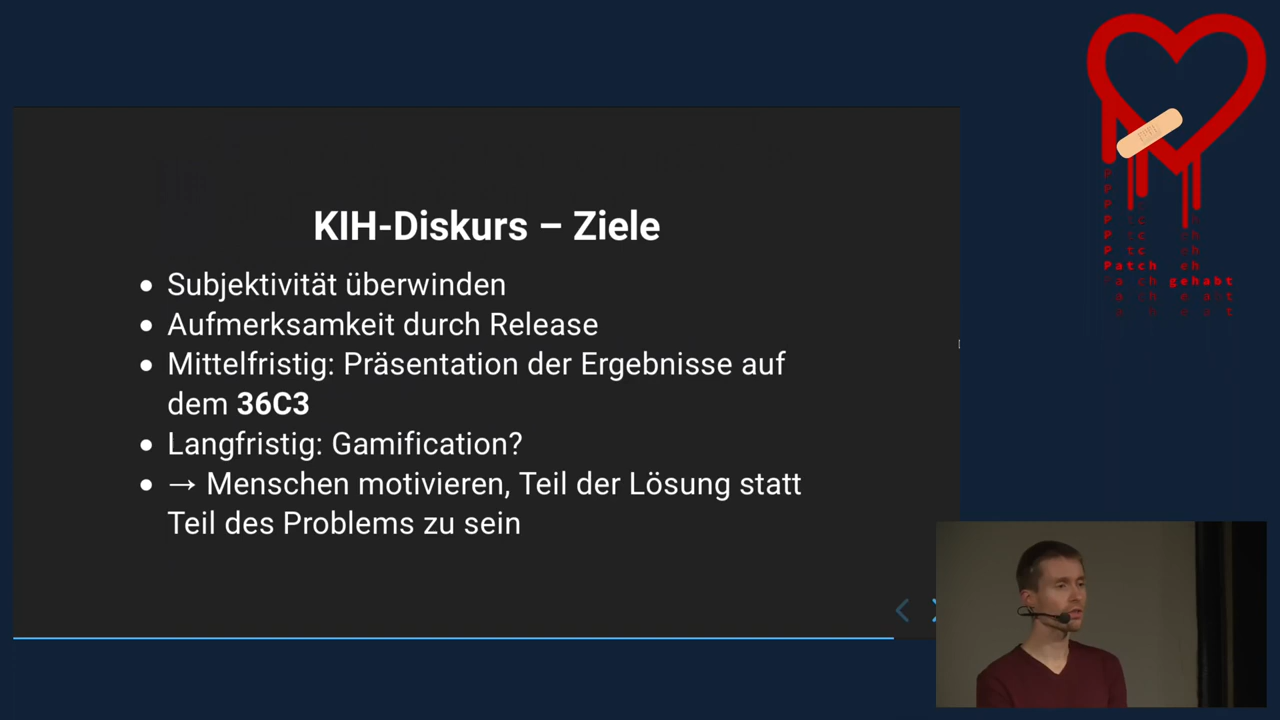 KIH-Diskurs – Ziele
Subjektivität überwinden
Aufmerksamkeit durch Release
Mittelfristig: Präsentation der Ergebnisse auf
dem 36C3
Langfristig: Gamification?
→ Menschen motivieren, Teil der Lösung statt
Teil des Problems zu sein
Patch
gehabt